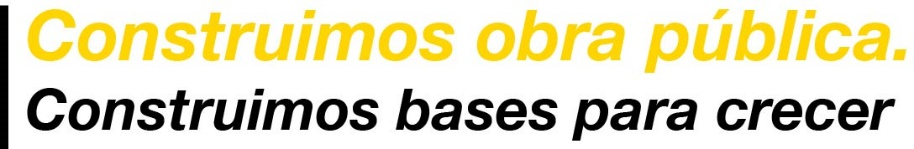 Construimos obra pública.
Construimos bases para crecer